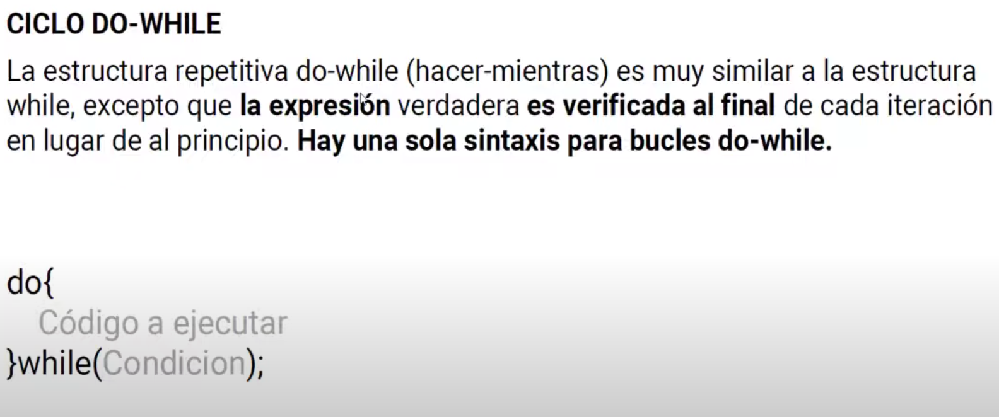 CICLO DO-WHILE
La estructura repetitiva do-while (hacer-mientras) es muy similar a la estructura
while, excepto que la expresión verdadera es verificada al final de cada iteración
en lugar de al principio. Hay una sola sintaxis para bucles do-while.
do{
Código a ejecutar
}while(Condicion);